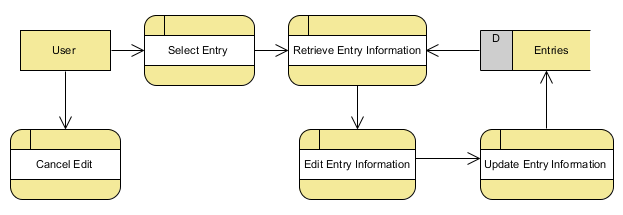 D
User
Select Entry
Retrieve Entry Information
Entries
Cancel Edit
Edit Entry Information
Update Entry Information